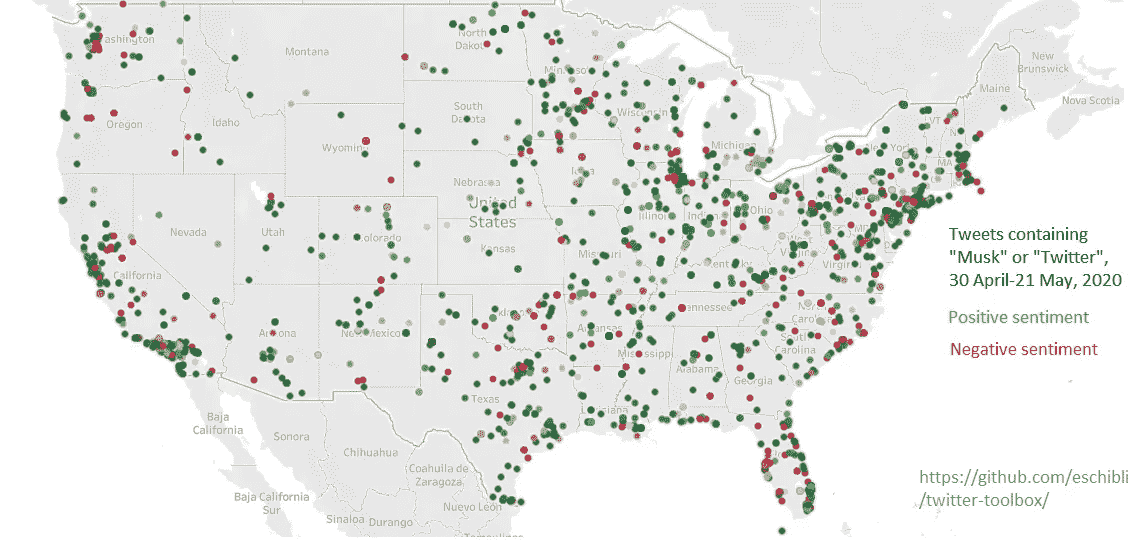 Washington
Montana
North
Dakota
Minnesota
New
Brunswick
Maine
Nova Scotia
Oregon
Idaho
South
Dakota
Wisconsin
VT
Wyoming
Michigan
New York
MA
Iowa
Nebraska
Nevada
Utah
United
States
Colorado
Illinois
Indiana
Ohio
Kansas
Missouri
Kentucky
West
Virginia
Virginia
California
Tweets containing
"Musk" or "Twitter",
30 April-21 May, 2020
Positive sentiment
Negative sentiment
Arizona
New Mexico
Oklahoma
Arkansas
Tennessee
North
Carolina
South
Carolina
Mississippi
Alabama
Georgia
Texas
Louisiana
Baja
California
Sonora
Chihuahua
Coahuila de
Zaragoza
Baja California
Sur
Sinaloa
Durango
Nuevo León
Tamaulipas
https://github.com/eschibli
/twitter-toolbox/